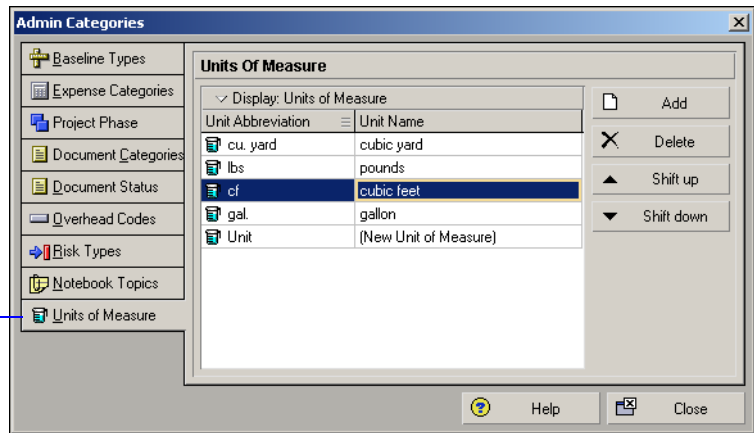 Admin Categories
Baseline Types
Expense Categories
Project Phase
Document Categories
Document Status
Overhead Codes
Risk Types
Notebook Topics
Units of Measure
Units Of Measure
Display: Units of Measure
Unit Abbreviation Unit Name
cu. yard cubic yard
lbs pounds
cf cubic feet
gal. gallon
Unit (New Unit of Measure)
Add
Delete
Shift up
Shift down
Help Close